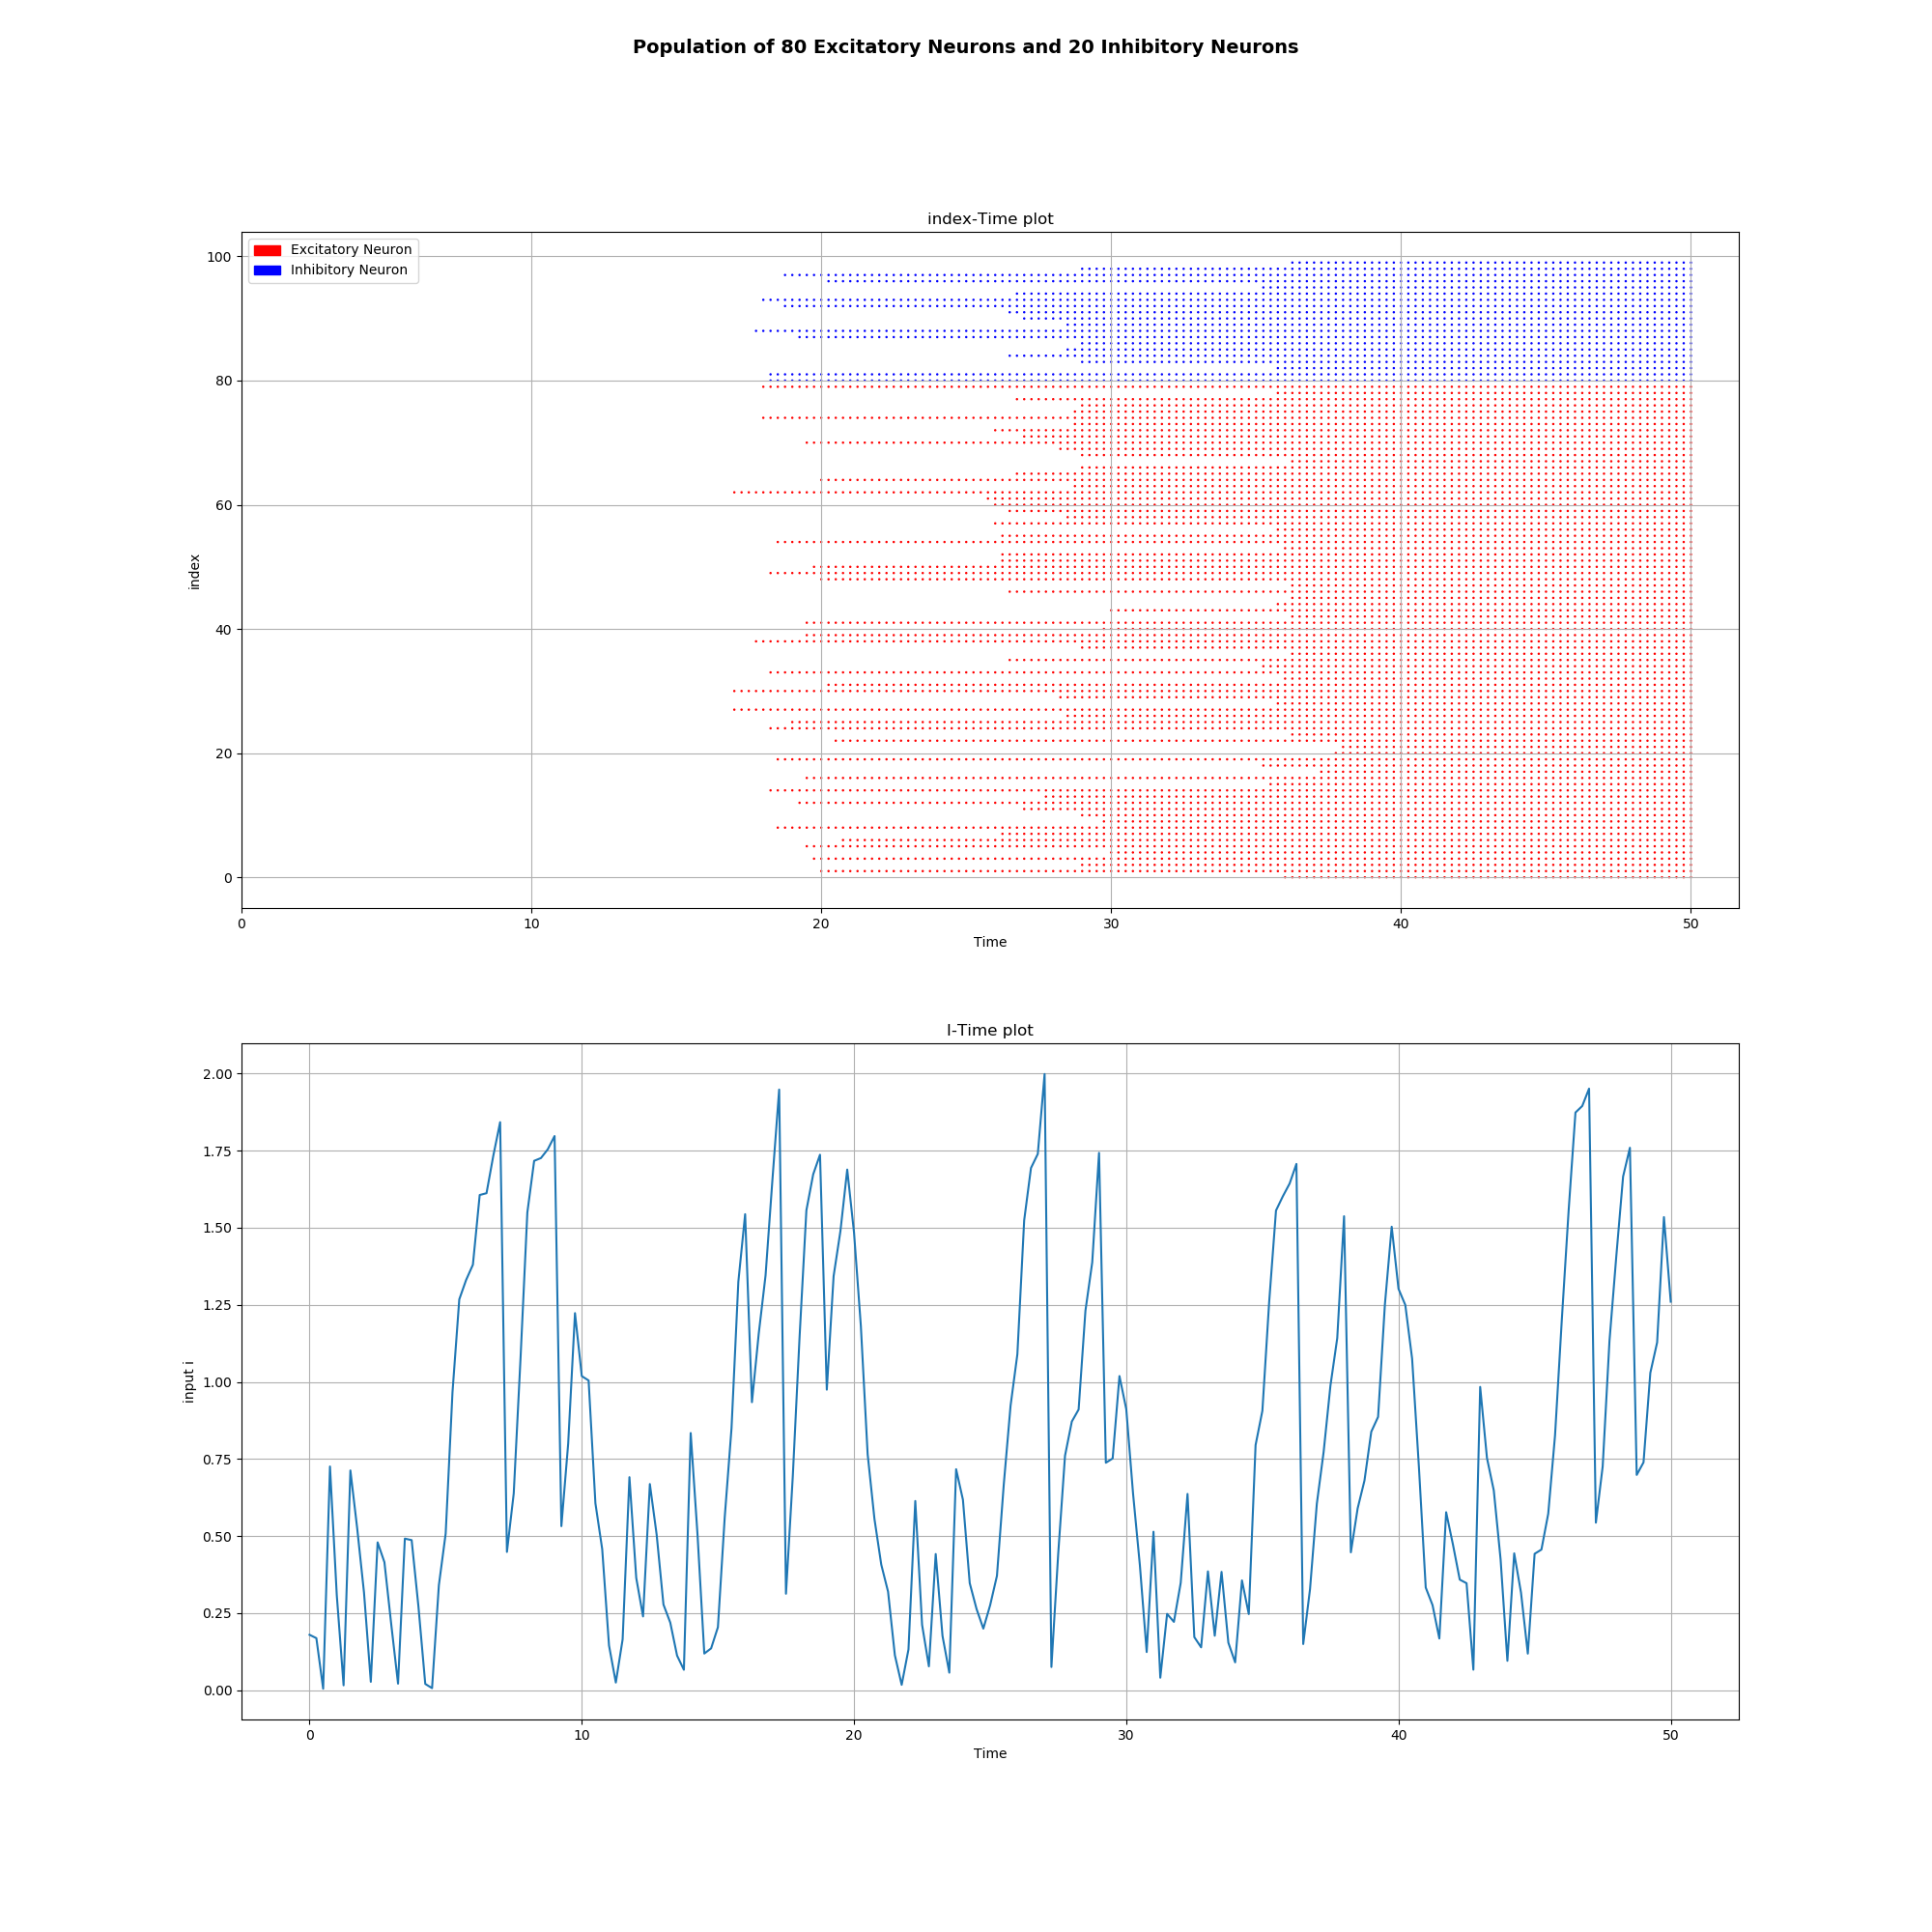 Population of 80 Excitatory Neurons and 20 Inhibitory Neurons
index-Time plot
Excitatory Neuron
Inhibitory Neuron
100
80
60
40
20
0
index
0 10 20 30 40 50
Time
I-Time plot
2.00
1.75
1.50
1.25
1.00
0.75
0.50
0.25
0.00
input i
0 10 20 30 40 50
Time